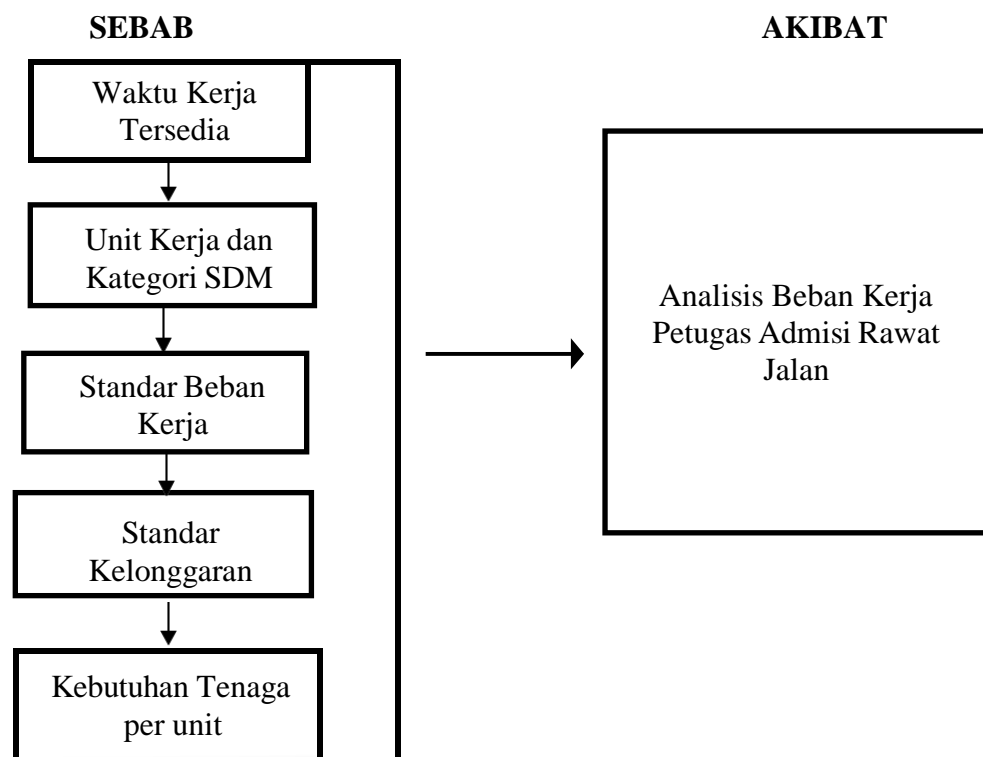 SEBAB
AKIBAT
Waktu Kerja
Tersedia
Unit Kerja dan
Kategori SDM
Standar Beban
Kerja
Standar
Kelonggaran
Kebutuhan Tenaga
per unit
Analisis Beban Kerja
Petugas Admisi Rawat
Jalan